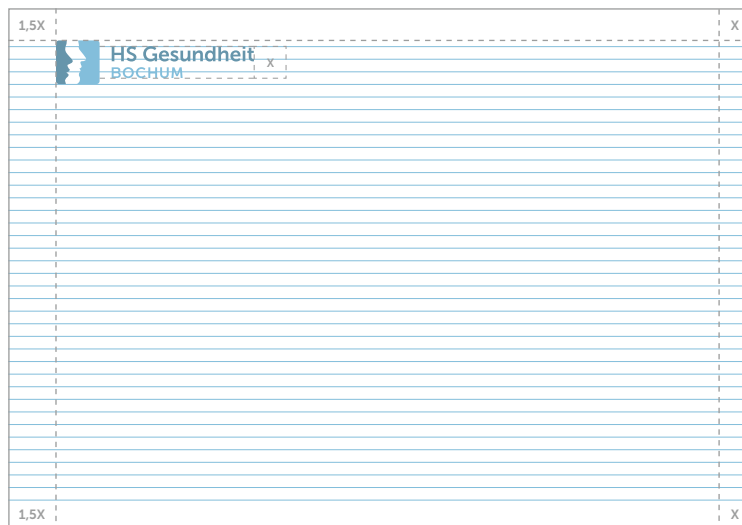 1,5X X
HS Gesundheit
X
BOCHUM
1,5X X